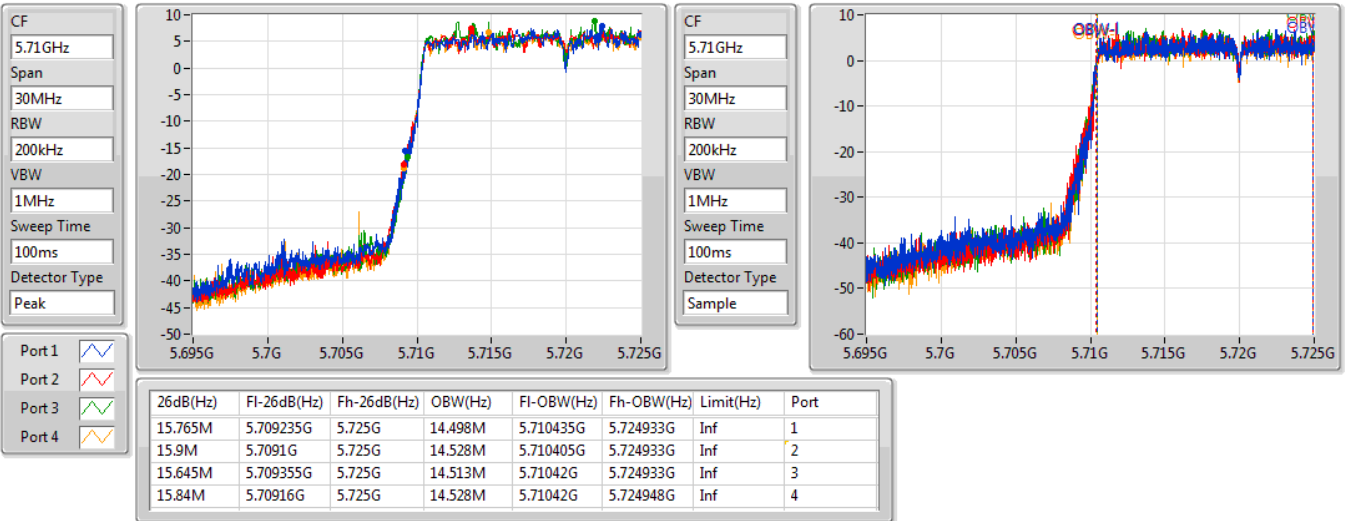 CF
5.71GHz
Span
30MHz
RBW
200kHz
VBW
1MHz
Sweep Time
100ms
Detector Type
Peak
10
5
0
-5
-10
-15
-20
-25
-30
-35
-40
-45
-50
5.695G 5.7G 5.705G 5.71G 5.715G 5.72G 5.725G
CF
5.71GHz
Span
30MHz
RBW
200kHz
VBW
1MHz
Sweep Time
100ms
Detector Type
Sample
10
0
-10
-20
-30
-40
-50
-60
OBW-l
5.695G 5.7G 5.705G 5.71G 5.715G 5.72G 5.725G
Port 1
Port 2
Port 3
Port 4
26dB(Hz) Fl-26dB(Hz) Fh-26dB(Hz) OBW(Hz) Fl-OBW(Hz) Fh-OBW(Hz) Limit(Hz) Port
15.765M 5.709235G 5.725G 14.498M 5.710435G 5.724933G Inf 1
15.9M 5.7091G 5.725G 14.528M 5.710405G 5.724933G Inf 2
15.645M 5.709355G 5.725G 14.513M 5.71042G 5.724933G Inf 3
15.84M 5.70916G 5.725G 14.528M 5.71042G 5.724948G Inf 4